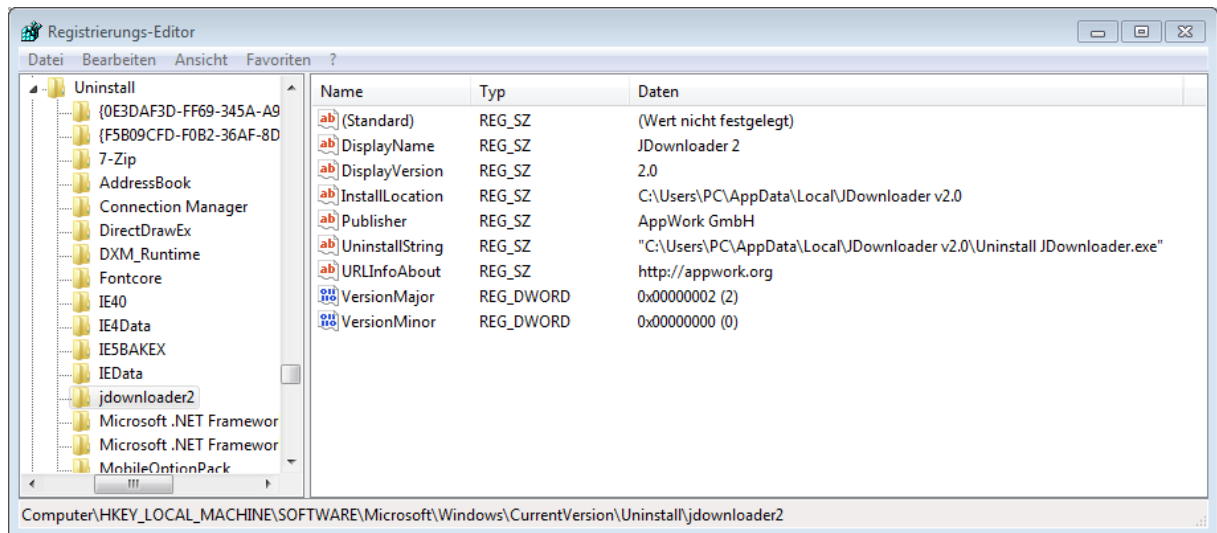 Registrierungs-Editor
Datei Bearbeiten Ansicht Favoriten ?
Uninstall
{0E3DAF3D-FF69-345A-A9
{F5B09CFD-F0B2-36AF-8D
7-Zip
AddressBook
Connection Manager
DirectDrawEx
DXM_Runtime
Fontcore
IE40
IE4Data
IE5BAKEX
IEData
jdownloader2
Microsoft .NET Framewor
Microsoft .NET Framewor
MobileOptionPack
Name Typ Daten
(Standard) REG_SZ (Wert nicht festgelegt)
DisplayName REG_SZ JDownloader 2
DisplayVersion REG_SZ 2.0
InstallLocation REG_SZ C:\Users\PC\AppData\Local\JDownloader v2.0
Publisher REG_SZ AppWork GmbH
UninstallString REG_SZ "C:\Users\PC\AppData\Local\JDownloader v2.0\Uninstall JDownloader.exe"
URLInfoAbout REG_SZ http://appwork.org
VersionMajor REG_DWORD 0x00000002 (2)
VersionMinor REG_DWORD 0x00000000 (0)
Computer\HKEY_LOCAL_MACHINE\SOFTWARE\Microsoft\Windows\CurrentVersion\Uninstall\jdownloader2